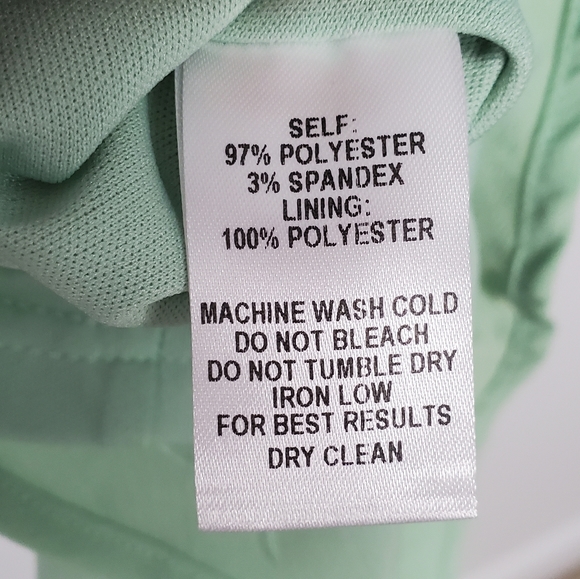 SELF:
97% POLYESTER
3% SPANDEX
LINING:
100% POLYESTER
MACHINE WASH COLD
DO NOT BLEACH
DO NOT TUMBLE DRY
IRON LOW
FOR BEST RESULTS
DRY CLEAN